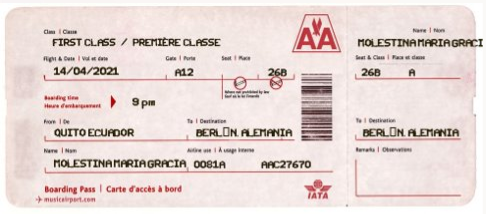 Class | Classe
FIRST CLASS / PREMIÈRE CLASSE
Flight & Date | Vol et date
Gate | Porte
Seat | Place
14/04/2021
A12
26B
Boarding time
Heure d'embarquement
9 pm
From | De
To | Destination
QUITO ECUADOR
BERL▯N. ALEMANIA
Name | Nom
Airline use | À usage interne
MOLESTINA MARIA GRACIA
0081A
AAC27670
Boarding Pass | Carte d'accès à bord
musicairport.com
AA
IATA
Name | Nom
MOLESTINA MARIA GRACI
Seat & Class | Place et classe
26B
A
To | Destination
BERL▯N. ALEMANIA
Remarks | Observations